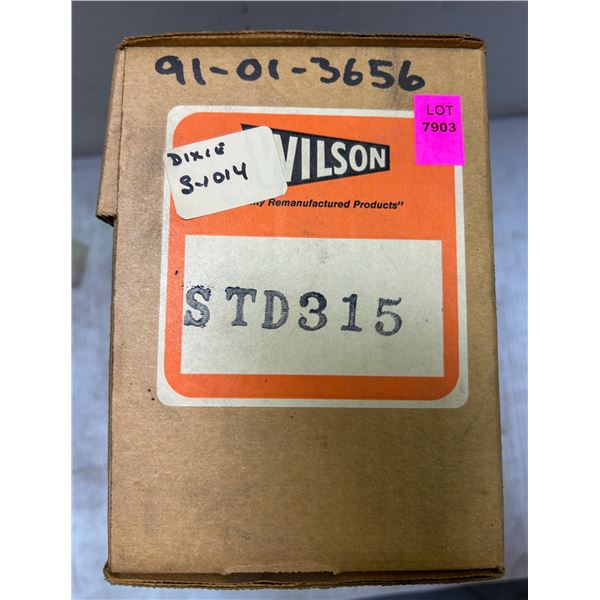 91-01-3656
LOT
7903
WILSON
DIXIE
S-1014
Remanufactured Products"
STD315